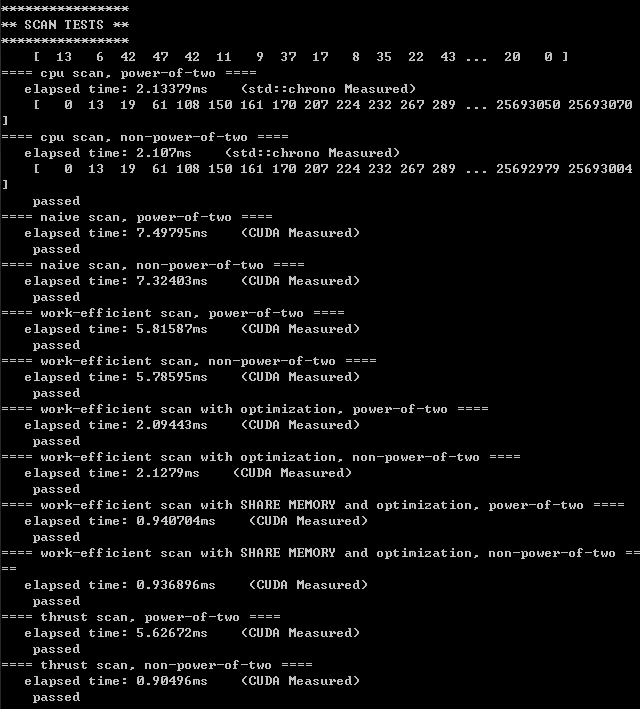 ****************
** SCAN TESTS **
****************
    [  13   6  42  47  42  11   9  37  17   8  35  22  43 ...  20   0 ]
==== cpu scan, power-of-two ====
   elapsed time: 2.13379ms    (std::chrono Measured)
    [   0  13  19  61 108 150 161 170 207 224 232 267 289 ... 25693050 25693070
]
==== cpu scan, non-power-of-two ====
   elapsed time: 2.107ms    (std::chrono Measured)
    [   0  13  19  61 108 150 161 170 207 224 232 267 289 ... 25692979 25693004
]
    passed
==== naive scan, power-of-two ====
   elapsed time: 7.49795ms    (CUDA Measured)
    passed
==== naive scan, non-power-of-two ====
   elapsed time: 7.32403ms    (CUDA Measured)
    passed
==== work-efficient scan, power-of-two ====
   elapsed time: 5.81587ms    (CUDA Measured)
    passed
==== work-efficient scan, non-power-of-two ====
   elapsed time: 5.78595ms    (CUDA Measured)
    passed
==== work-efficient scan with optimization, power-of-two ====
   elapsed time: 2.09443ms    (CUDA Measured)
    passed
==== work-efficient scan with optimization, non-power-of-two ====
   elapsed time: 2.1279ms    (CUDA Measured)
    passed
==== work-efficient scan with SHARE MEMORY and optimization, power-of-two ====
   elapsed time: 0.940704ms    (CUDA Measured)
    passed
==== work-efficient scan with SHARE MEMORY and optimization, non-power-of-two ==
==
   elapsed time: 0.936896ms    (CUDA Measured)
    passed
==== thrust scan, power-of-two ====
   elapsed time: 5.62672ms    (CUDA Measured)
    passed
==== thrust scan, non-power-of-two ====
   elapsed time: 0.90496ms    (CUDA Measured)
    passed